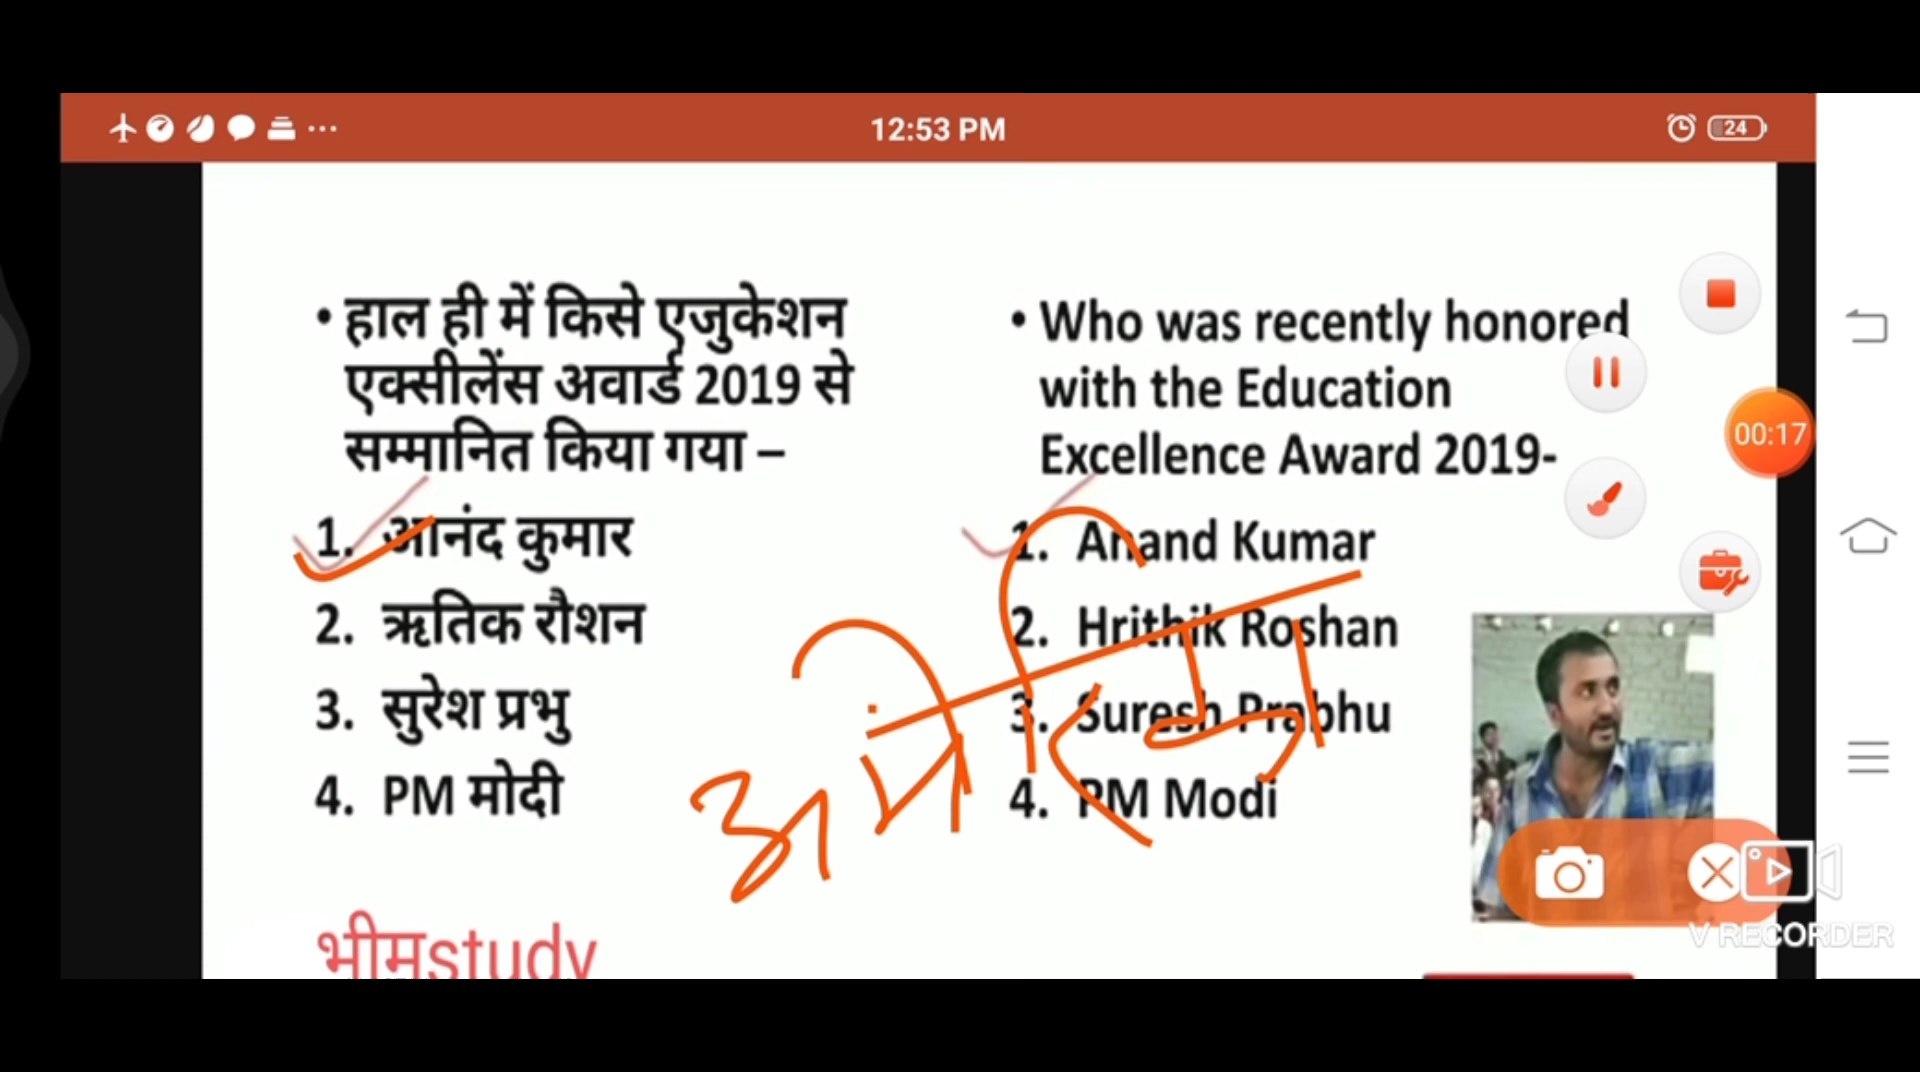 12:53 PM
24
• हाल ही में किसे एजुकेशन
एक्सीलेंस अवार्ड 2019 से
सम्मानित किया गया –
1. आनंद कुमार
2. ऋतिक रौशन
3. सुरेश प्रभु
4. PM मोदी
• Who was recently honored
with the Education
Excellence Award 2019-
1. Anand Kumar
2. Hrithik Roshan
3. Suresh Prabhu
4. PM Modi
00:17
अमेरिका
भीमstudy
V RECORDER